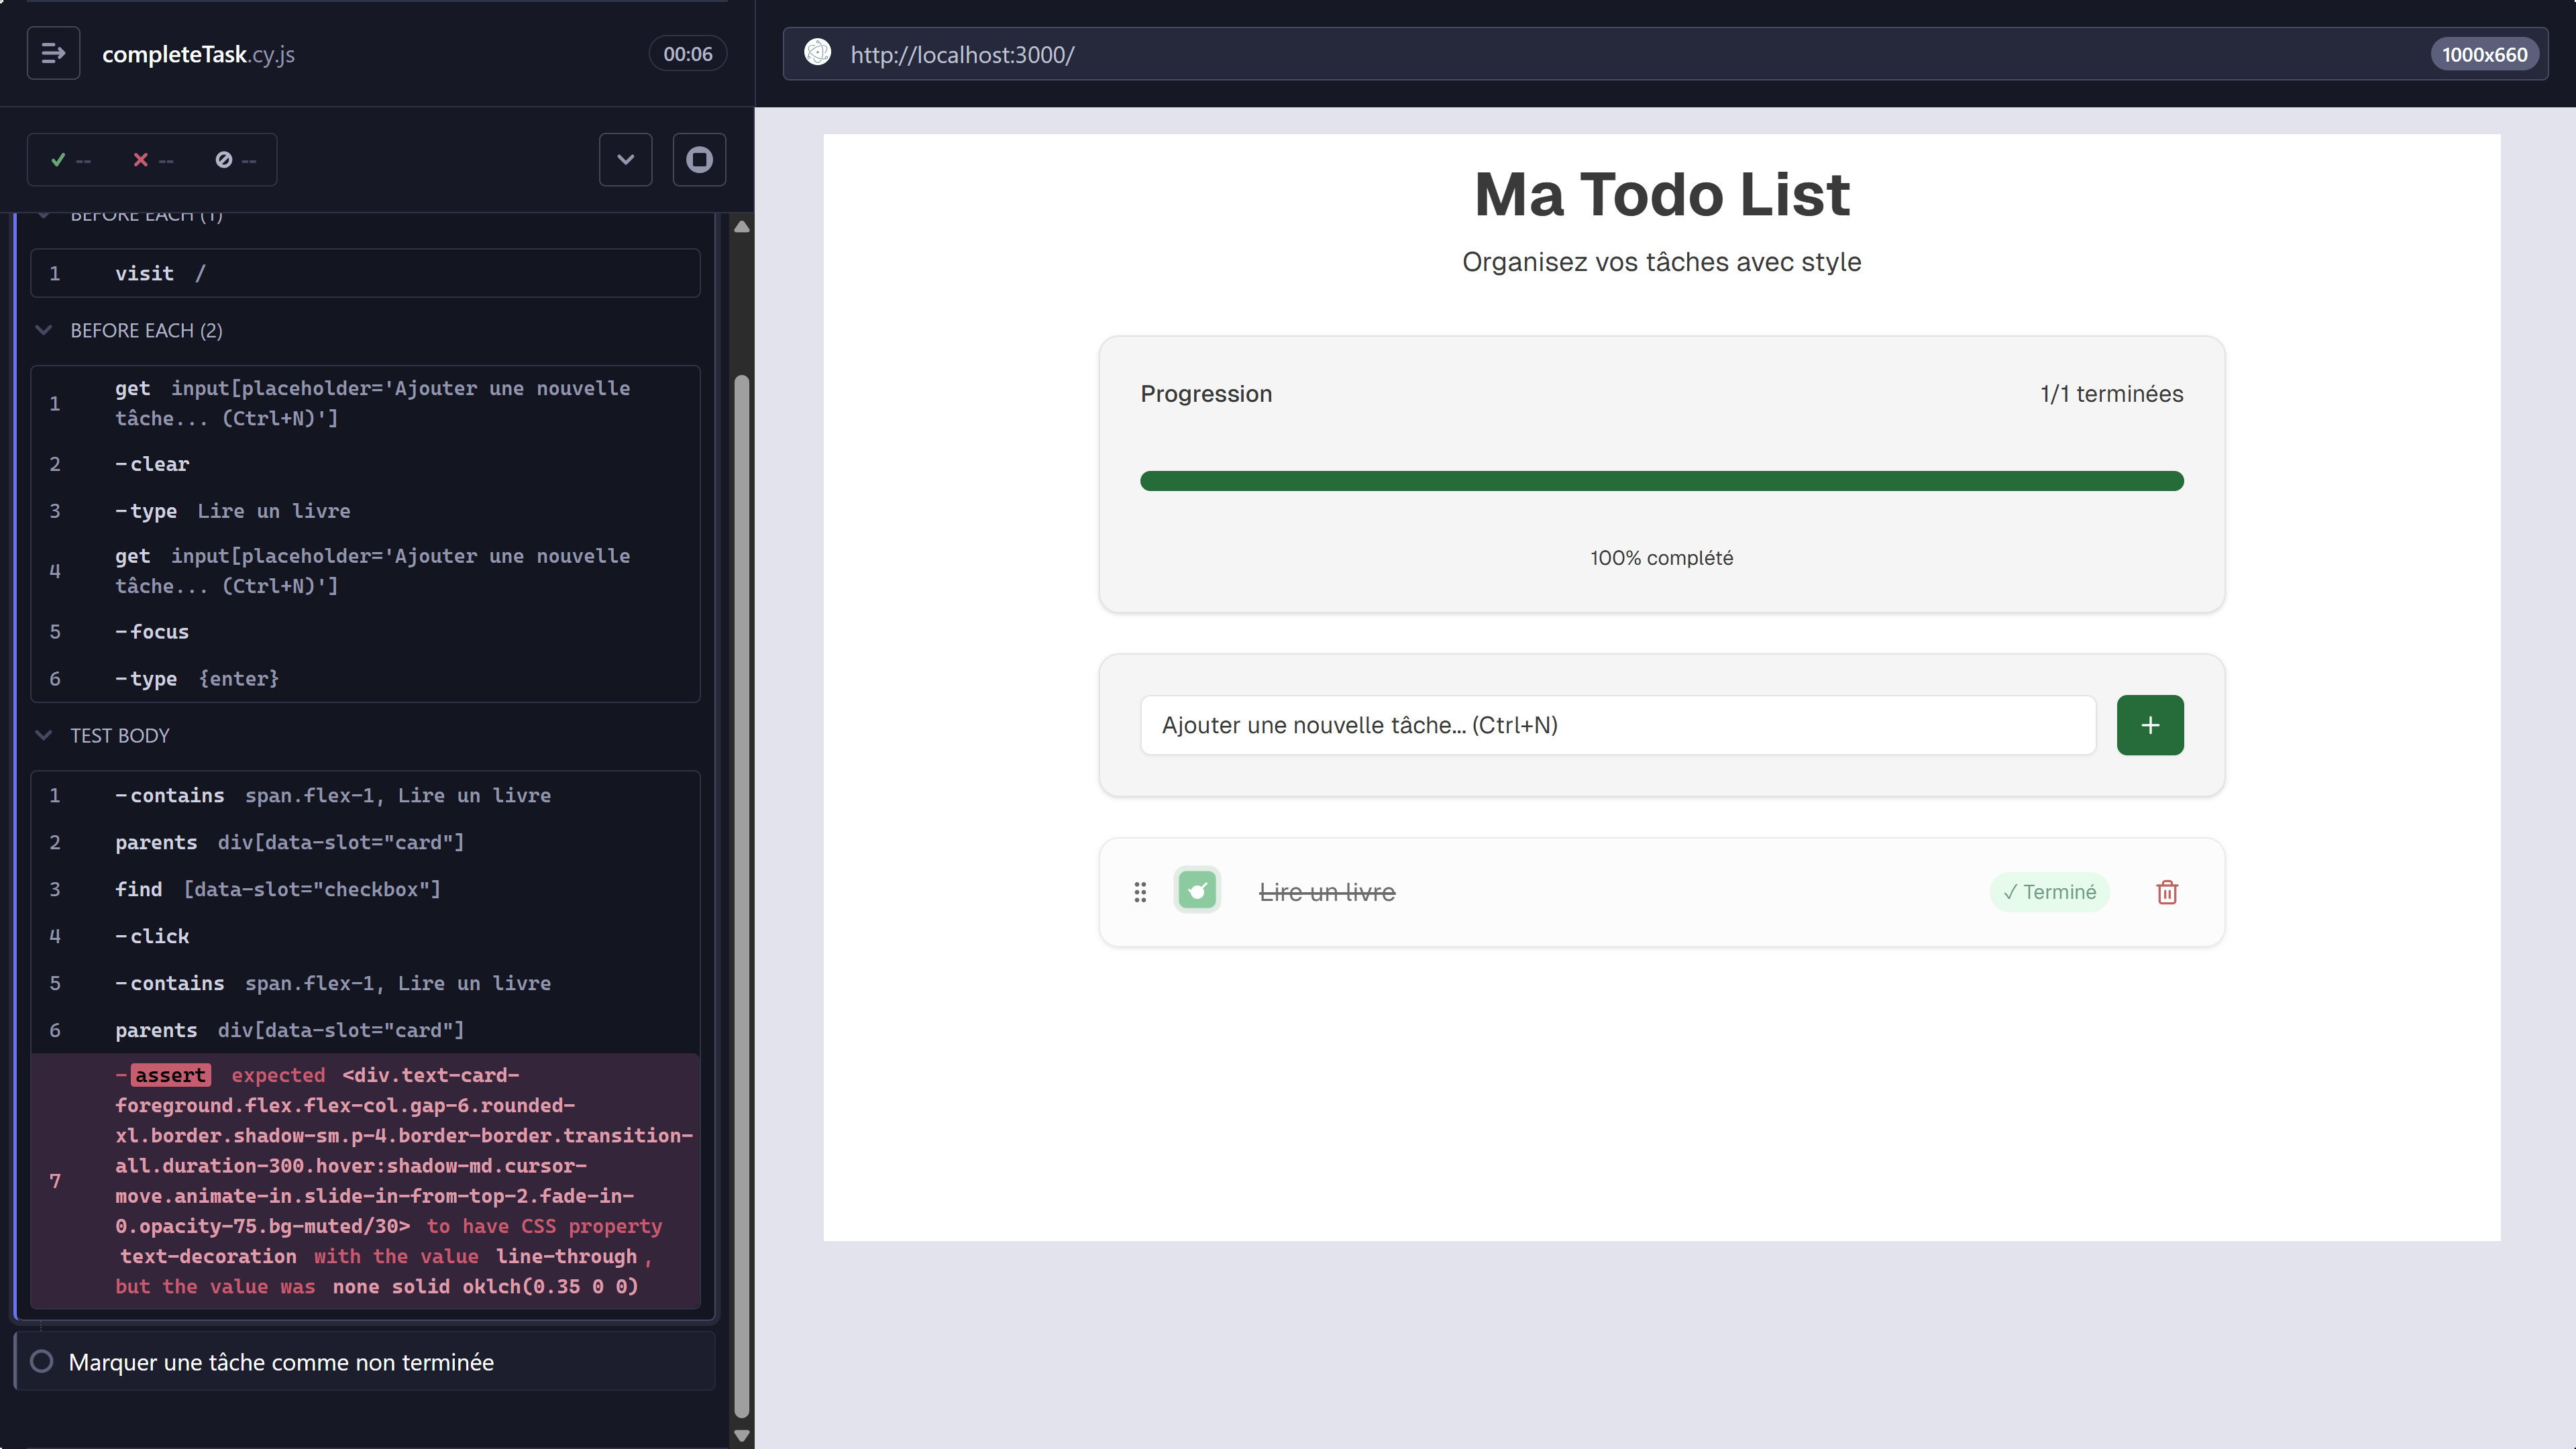 completeTask.cy.js
00:06
--
--
--
BEFORE EACH (1)
1 visit /
BEFORE EACH (2)
1 get input[placeholder='Ajouter une nouvelle
tâche... (Ctrl+N)']
2 -clear
3 -type Lire un livre
4 get input[placeholder='Ajouter une nouvelle
tâche... (Ctrl+N)']
5 -focus
6 -type {enter}
TEST BODY
1 -contains span.flex-1, Lire un livre
2 parents div[data-slot="card"]
3 find [data-slot="checkbox"]
4 -click
5 -contains span.flex-1, Lire un livre
6 parents div[data-slot="card"]
7 -assert expected <div.text-card-
foreground.flex.flex-col.gap-6.rounded-
xl.border.shadow-sm.p-4.border-border.transition-
all.duration-300.hover:shadow-md.cursor-
move.animate-in.slide-in-from-top-2.fade-in-
0.opacity-75.bg-muted/30> to have CSS property
text-decoration with the value line-through,
but the value was none solid oklch(0.35 0 0)
Marquer une tâche comme non terminée
http://localhost:3000/
1000x660
Ma Todo List
Organisez vos tâches avec style
Progression
1/1 terminées
100% complété
Ajouter une nouvelle tâche... (Ctrl+N)
+
Lire un livre
✓ Terminé